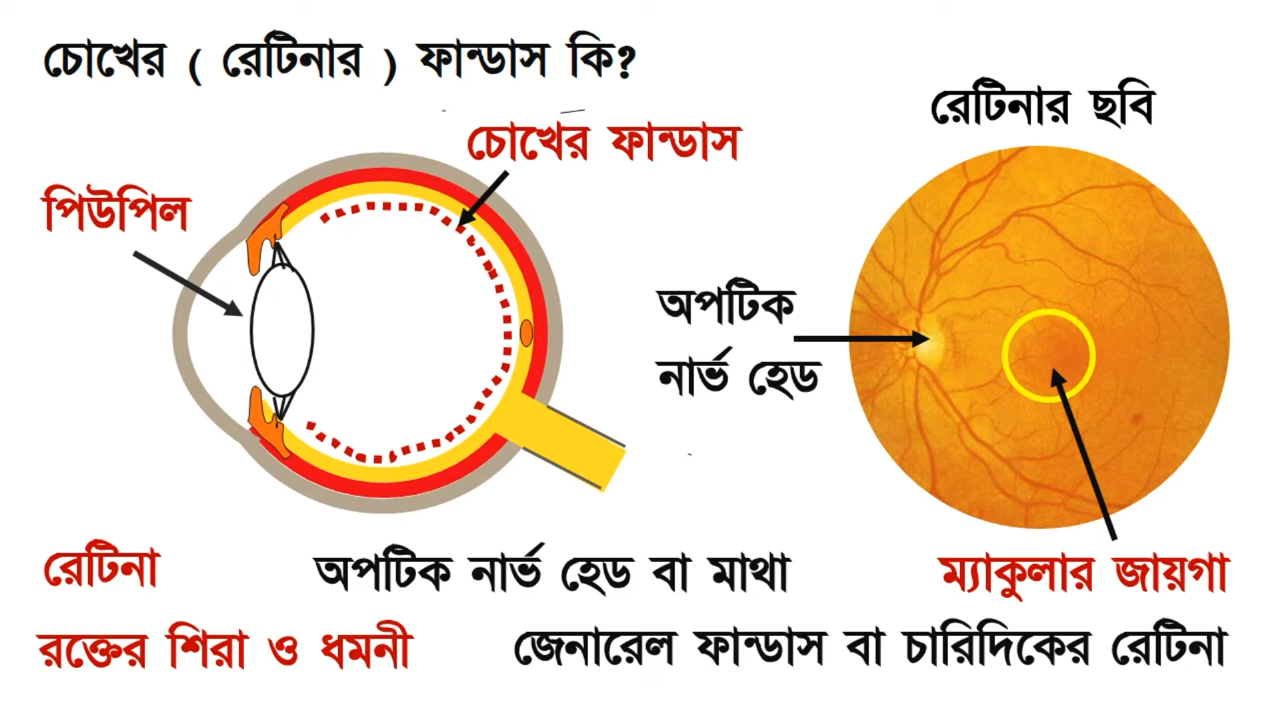 চোখের ( রেটিনার ) ফান্ডাস কি?
রেটিনার ছবি
চোখের ফান্ডাস
পিউপিল
অপটিক
নার্ভ হেড
রেটিনা
অপটিক নার্ভ হেড বা মাথা
ম্যাকুলার জায়গা
রক্তের শিরা ও ধমনী
জেনারেল ফান্ডাস বা চারিদিকের রেটিনা